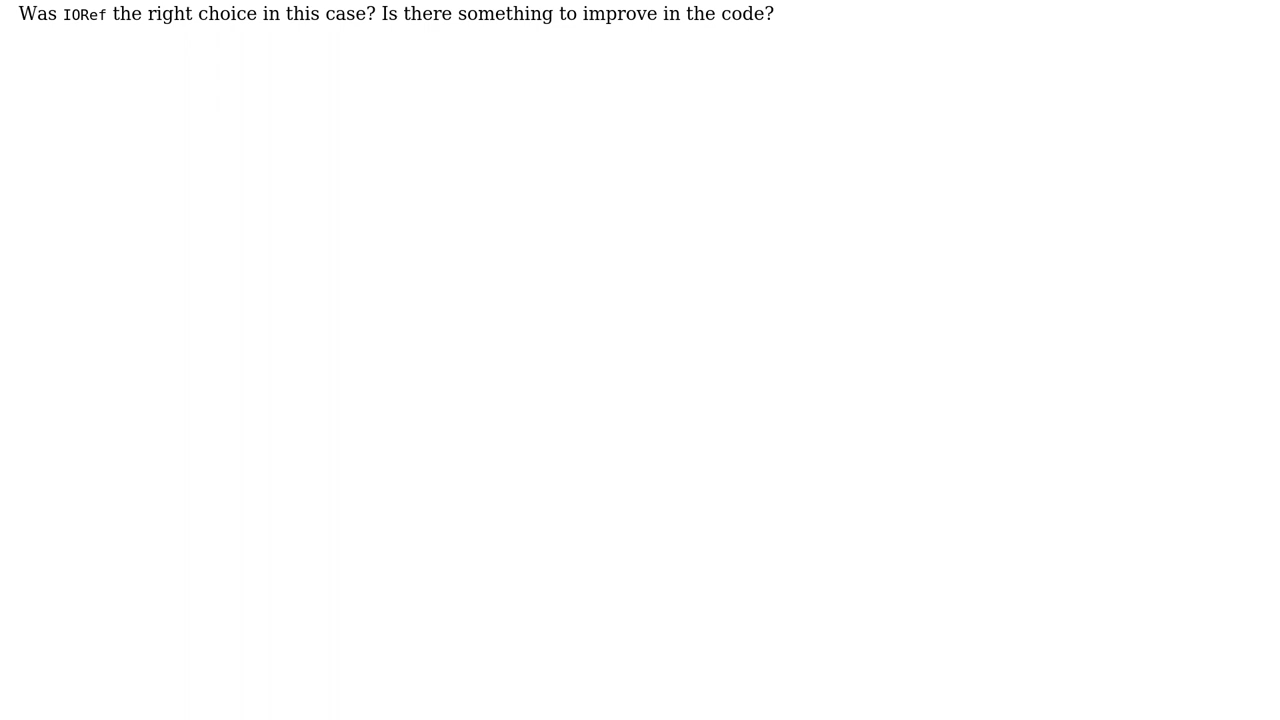 Was IORef the right choice in this case? Is there something to improve in the code?